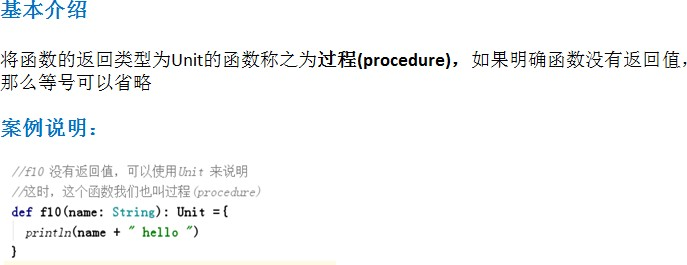 基本介绍
将函数的返回类型为Unit的函数称之为过程(procedure)，如果明确函数没有返回值，
那么等号可以省略
案例说明：
//f10 没有返回值，可以使用Unit 来说明
//这时，这个函数我们也叫过程(procedure)
def f10(name: String): Unit ={
  println(name + " hello ")
}